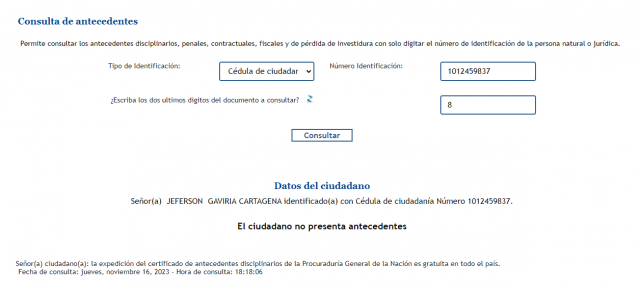 Consulta de antecedentes
Permite consultar los antecedentes disciplinarios, penales, contractuales, fiscales y de pérdida de investidura con solo digitar el número de identificación de la persona natural o jurídica.
Tipo de Identificación: Cédula de ciudadar Número Identificación: 1012459837
¿Escriba los dos ultimos digitos del documento a consultar? 8
Consultar
Datos del ciudadano
Señor(a) JEFERSON GAVIRIA CARTAGENA identificado(a) con Cédula de ciudadanía Número 1012459837.
El ciudadano no presenta antecedentes
Señor(a) ciudadano(a): la expedición del certificado de antecedentes disciplinarios de la Procuraduría General de la Nación es gratuita en todo el país.
Fecha de consulta: jueves, noviembre 16, 2023 - Hora de consulta: 18:18:06